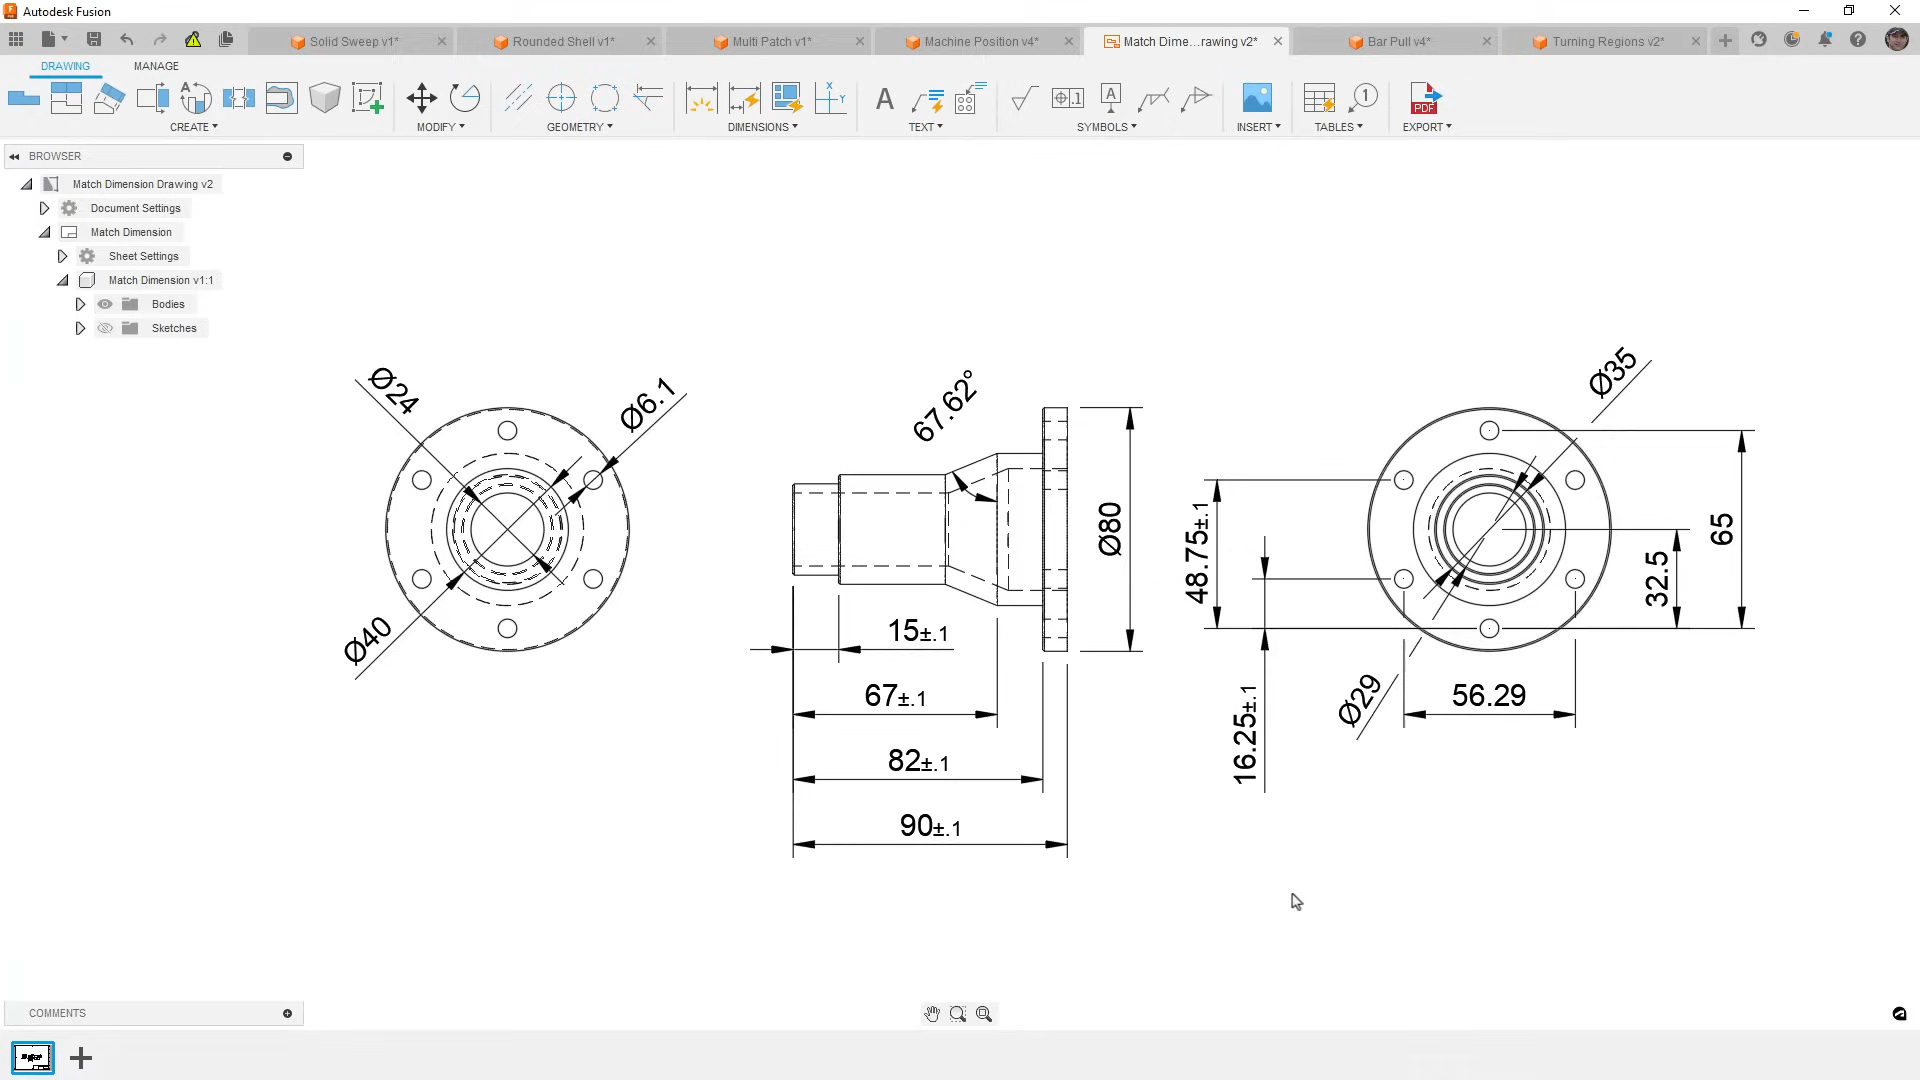 Autodesk Fusion
Solid Sweep v1*
Rounded Shell v1*
Multi Patch v1*
Machine Position v4*
Match Dime...rawing v2*
Bar Pull v4*
Turning Regions v2*
DRAWING
MANAGE
CREATE
MODIFY
GEOMETRY
DIMENSIONS
TEXT
SYMBOLS
INSERT
TABLES
EXPORT
PDF
BROWSER
Match Dimension Drawing v2
Document Settings
Match Dimension
Sheet Settings
Match Dimension v1:1
Bodies
Sketches
Ø24
Ø6.1
Ø40
67.62°
Ø80
15±.1
67±.1
82±.1
90±.1
Ø35
48.75±.1
65
32.5
Ø29
56.29
16.25±.1
COMMENTS